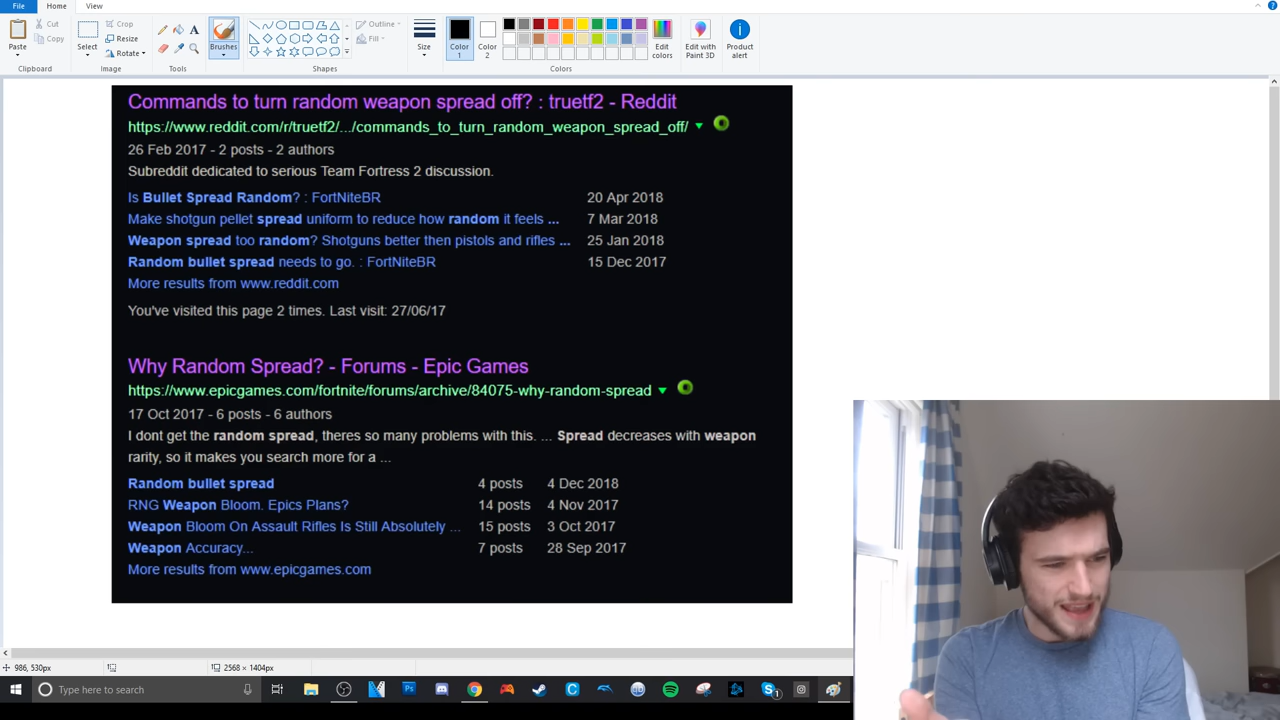 File Home View
Paste Cut Copy Clipboard
Select Crop Resize Rotate Image
Tools
Brushes
Outline Fill Shapes
Size
Color 1 Color 2 Edit colors Edit with Paint 3D Product alert
Colors
Commands to turn random weapon spread off? : truetf2 - Reddit
https://www.reddit.com/r/truetf2/.../commands_to_turn_random_weapon_spread_off/
26 Feb 2017 - 2 posts - 2 authors
Subreddit dedicated to serious Team Fortress 2 discussion.
Is Bullet Spread Random? : FortNiteBR 20 Apr 2018
Make shotgun pellet spread uniform to reduce how random it feels ... 7 Mar 2018
Weapon spread too random? Shotguns better then pistols and rifles ... 25 Jan 2018
Random bullet spread needs to go. : FortNiteBR 15 Dec 2017
More results from www.reddit.com
You've visited this page 2 times. Last visit: 27/06/17
Why Random Spread? - Forums - Epic Games
https://www.epicgames.com/fortnite/forums/archive/84075-why-random-spread
17 Oct 2017 - 6 posts - 6 authors
I dont get the random spread, theres so many problems with this. ... Spread decreases with weapon
rarity, so it makes you search more for a ...
Random bullet spread 4 posts 4 Dec 2018
RNG Weapon Bloom. Epics Plans? 14 posts 4 Nov 2017
Weapon Bloom On Assault Rifles Is Still Absolutely ... 15 posts 3 Oct 2017
Weapon Accuracy... 7 posts 28 Sep 2017
More results from www.epicgames.com
986, 530px 2568 × 1404px
Type here to search